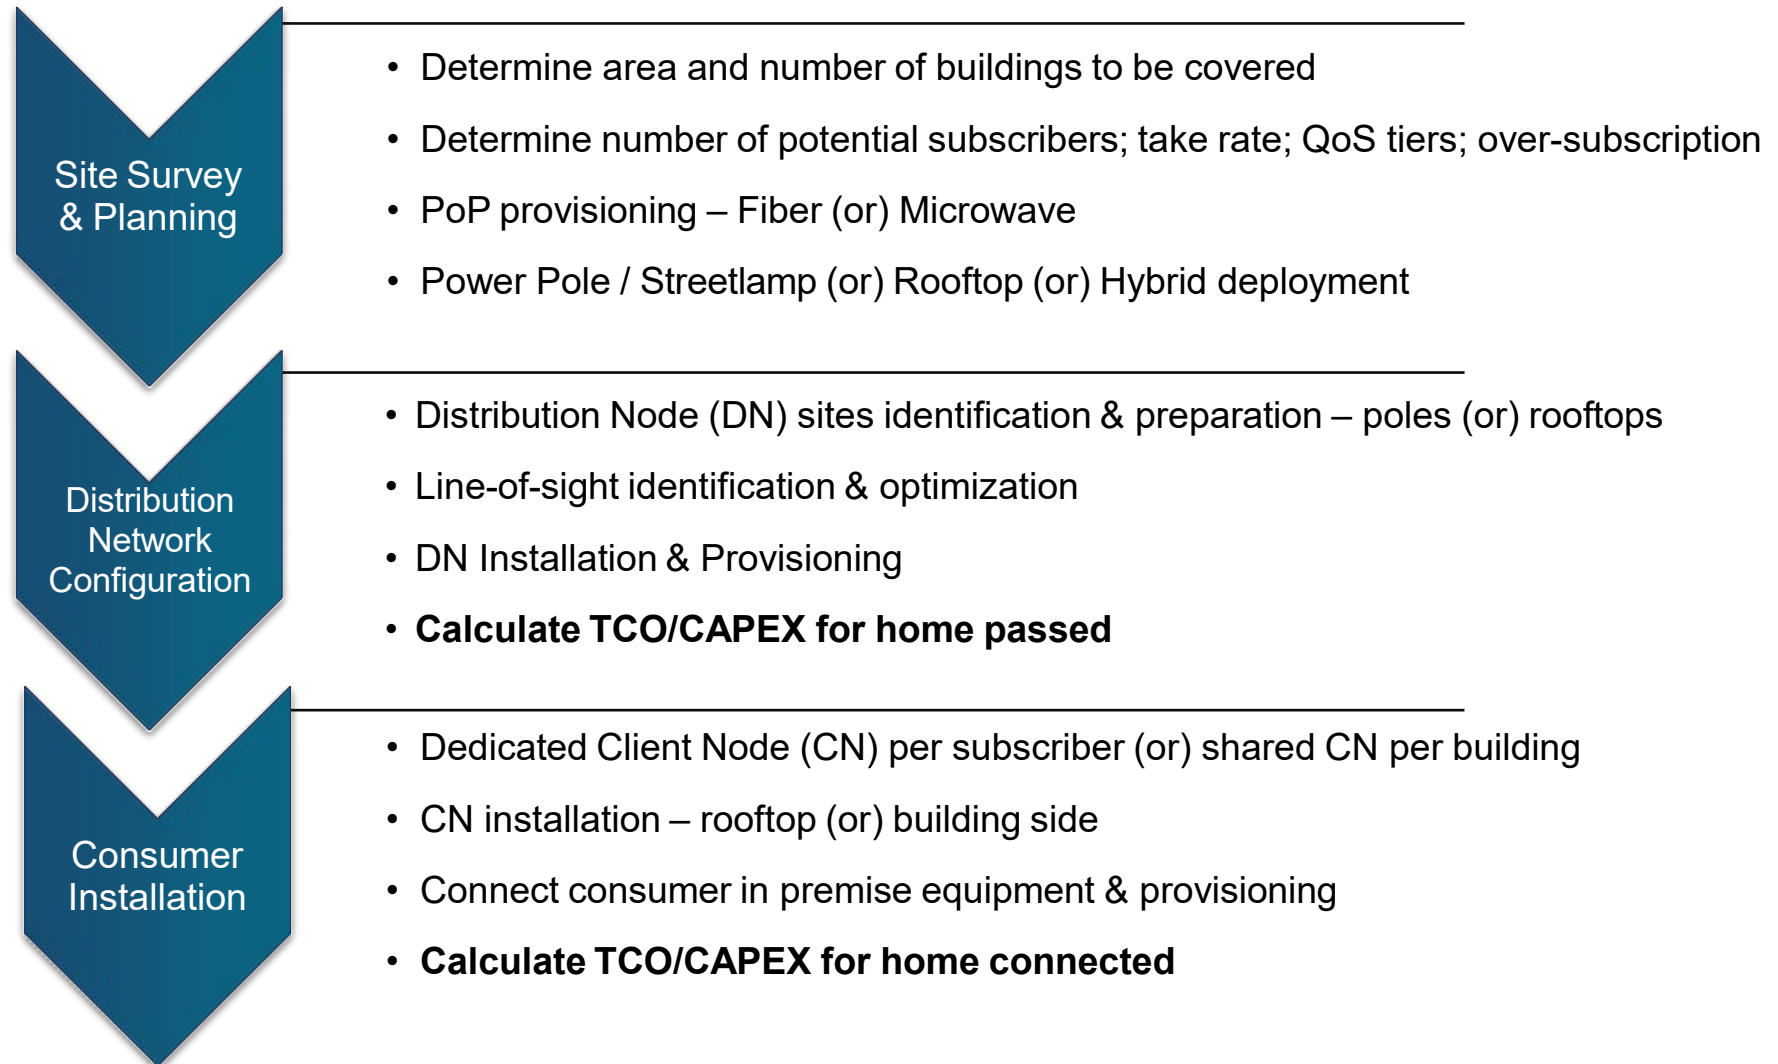 Site Survey
& Planning
• Determine area and number of buildings to be covered
• Determine number of potential subscribers; take rate; QoS tiers; over-subscription
• PoP provisioning – Fiber (or) Microwave
• Power Pole / Streetlamp (or) Rooftop (or) Hybrid deployment
Distribution
Network
Configuration
• Distribution Node (DN) sites identification & preparation – poles (or) rooftops
• Line-of-sight identification & optimization
• DN Installation & Provisioning
• Calculate TCO/CAPEX for home passed
Consumer
Installation
• Dedicated Client Node (CN) per subscriber (or) shared CN per building
• CN installation – rooftop (or) building side
• Connect consumer in premise equipment & provisioning
• Calculate TCO/CAPEX for home connected